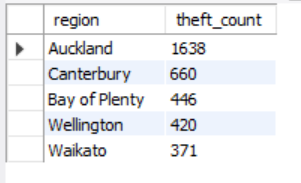 region theft_count
Auckland 1638
Canterbury 660
Bay of Plenty 446
Wellington 420
Waikato 371